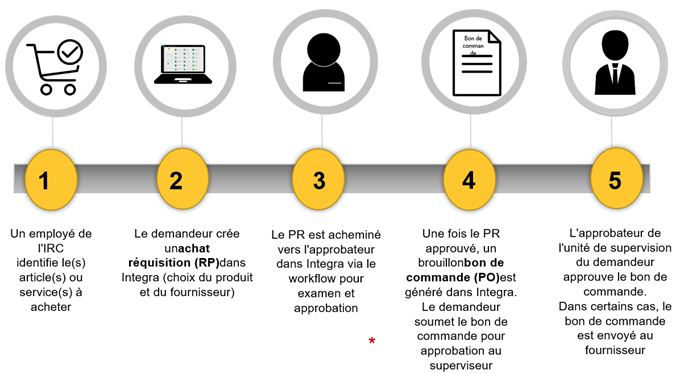 Bon de
comman
de
1
2
3
4
5
Un employé de
l'IRC
identifie le(s)
article(s) ou
service(s) à
acheter
Le demandeur crée
unachat
réquisition (RP)dans
Integra (choix du produit
et du fournisseur)
Le PR est acheminé
vers l'approbateur
dans Integra via le
workflow pour
examen et
approbation
*
Une fois le PR
approuvé, un
brouillonbon de
commande (PO)est
généré dans Integra.
Le demandeur
soumet le bon de
commande pour
approbation au
superviseur
L'approbateur de
l'unité de supervision
du demandeur
approuve le bon de
commande.
Dans certains cas, le
bon de commande
est envoyé au
fournisseur